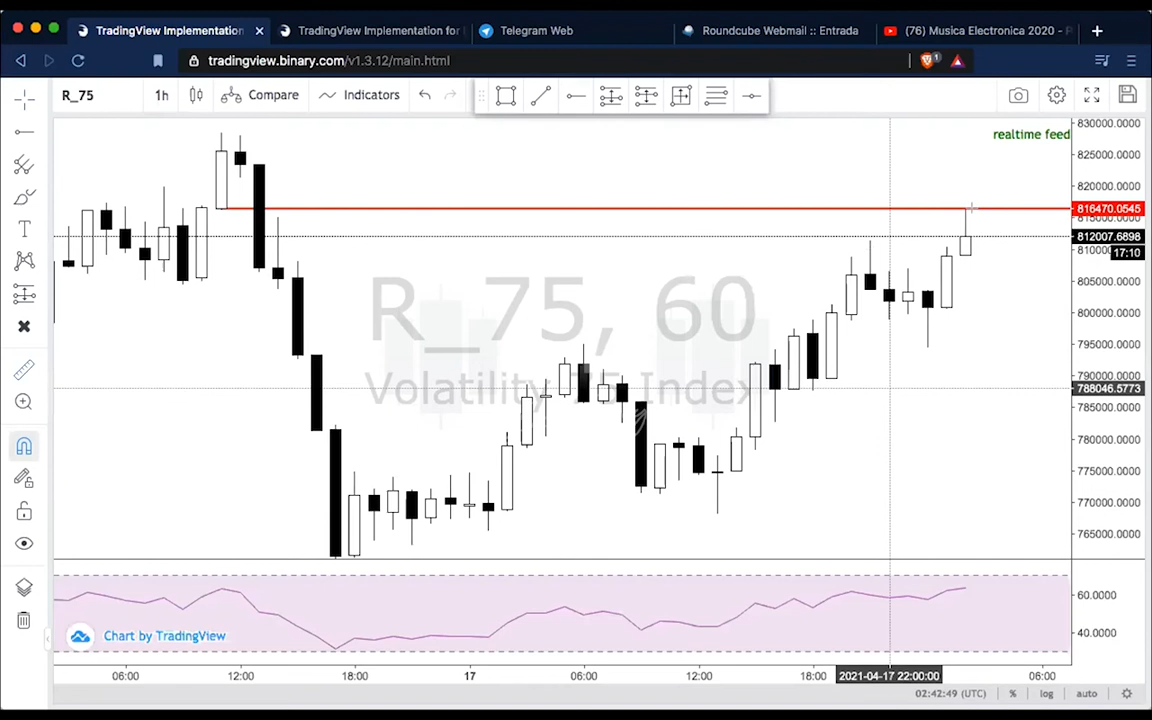 TradingView Implementation
TradingView Implementation for
Telegram Web
Roundcube Webmail :: Entrada
(76) Musica Electronica 2020 -
tradingview.binary.com/v1.3.12/main.html
1
R_75
1h
Compare
Indicators
realtime feed
R_75, 60
Volatility 75 Index
830000.0000
825000.0000
820000.0000
816470.0545
815000.0000
812007.6898
17:10
810000.0000
805000.0000
800000.0000
795000.0000
790000.0000
788046.5773
785000.0000
780000.0000
775000.0000
770000.0000
765000.0000
60.0000
40.0000
Chart by TradingView
06:00
12:00
18:00
17
06:00
12:00
18:00
2021-04-17 22:00:00
06:00
02:42:49 (UTC)
%
log
auto